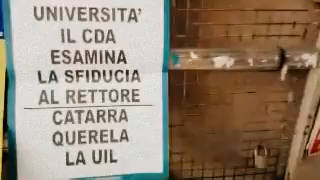 UNIVERSITA'
IL CDA
ESAMINA
LA SFIDUCIA
AL RETTORE
CATARRA
QUERELA
LA UIL